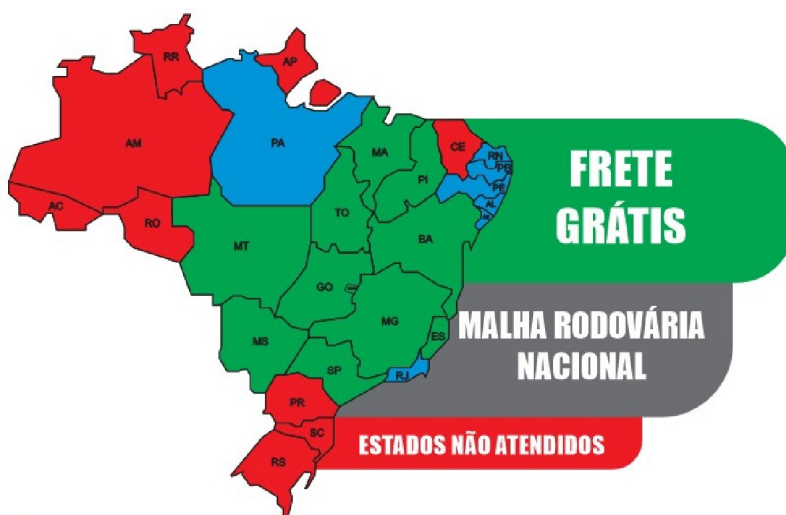 RR
AP
AM
PA
MA
CE
RN
PB
PI
PE
AL
AC
RO
TO
BA
MT
GO
MG
ES
MS
SP
RJ
PR
SC
RS
FRETE
GRÁTIS
MALHA RODOVÁRIA
NACIONAL
ESTADOS NÃO ATENDIDOS